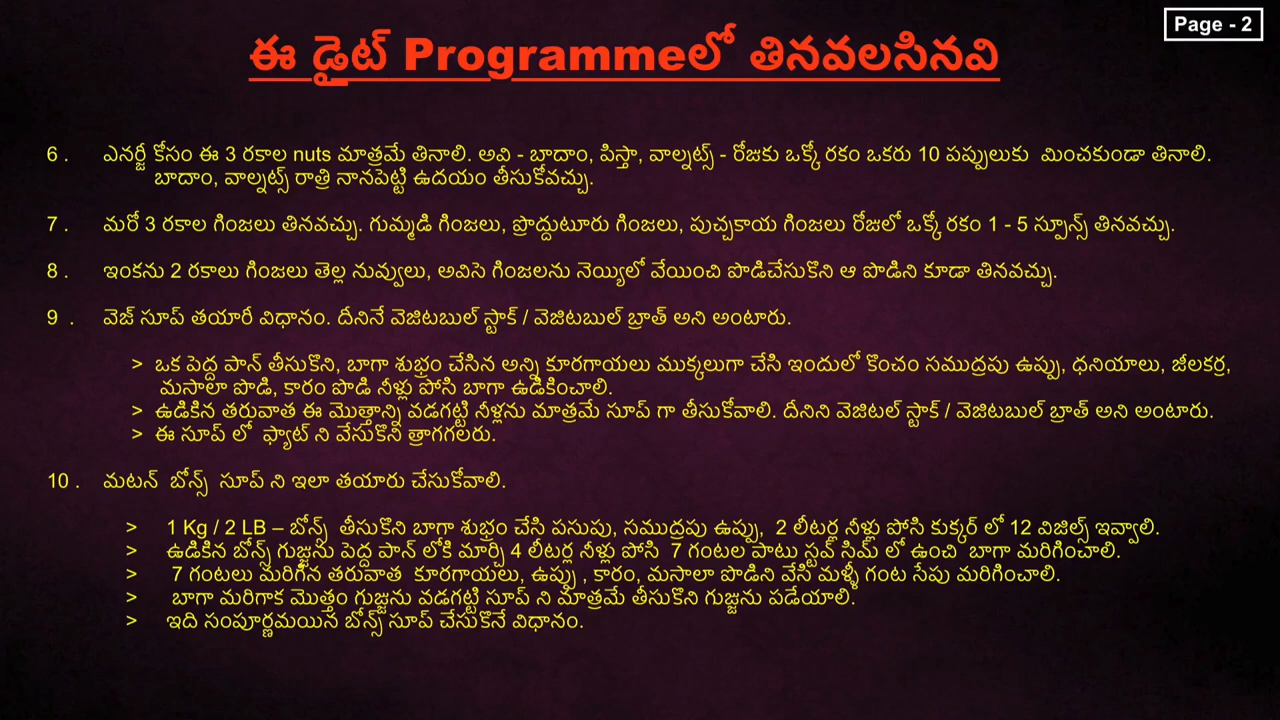 Page - 2
ఈ డైట్ Programmeలో తినవలసినవి
6 . ఎనర్జీ కోసం ఈ 3 రకాల nuts మాత్రమే తినాలి. అవి - బాదాం, పిస్తా, వాల్నట్స్ - రోజుకు ఒక్కో రకం ఒకరు 10 పప్పులుకు మించకుండా తినాలి.
బాదాం, వాల్నట్స్ రాత్రి నానపెట్టి ఉదయం తీసుకోవచ్చు.
7 . మరో 3 రకాల గింజలు తినవచ్చు. గుమ్మడి గింజలు, ప్రొద్దుటూరు గింజలు, పుచ్చకాయ గింజలు రోజులో ఒక్కో రకం 1 - 5 స్పూన్స్ తినవచ్చు.
8 . ఇంకను 2 రకాలు గింజలు తెల్ల నువ్వులు, అవిసె గింజలను నెయ్యిలో వేయించి పొడిచేసుకొని ఆ పొడిని కూడా తినవచ్చు.
9 . వెజ్ సూప్ తయారీ విధానం. దీనినే వెజిటబుల్ స్టాక్ / వెజిటబుల్ బ్రాత్ అని అంటారు.
> ఒక పెద్ద పాన్ తీసుకొని, బాగా శుభ్రం చేసిన అన్ని కూరగాయలు ముక్కలుగా చేసి ఇందులో కొంచం సముద్రపు ఉప్పు, ధనియాలు, జీలకర్ర,
మసాలా పొడి, కారం పొడి నీళ్లు పోసి బాగా ఉడికించాలి.
> ఉడికిన తరువాత ఈ మొత్తాన్ని వడగట్టి నీళ్లను మాత్రమే సూప్ గా తీసుకోవాలి. దీనిని వెజిటల్ స్టాక్ / వెజిటబుల్ బ్రాత్ అని అంటారు.
> ఈ సూప్ లో ఫ్యాట్ ని వేసుకొని త్రాగగలరు.
10 . మటన్ బోన్స్ సూప్ ని ఇలా తయారు చేసుకోవాలి.
> 1 Kg / 2 LB – బోన్స్ తీసుకొని బాగా శుభ్రం చేసి పసుపు, సముద్రపు ఉప్పు, 2 లీటర్ల నీళ్లు పోసి కుక్కర్ లో 12 విజిల్స్ ఇవ్వాలి.
> ఉడికిన బోన్స్ గుజ్జును పెద్ద పాన్ లోకి మార్చి 4 లీటర్ల నీళ్లు పోసి 7 గంటల పాటు స్టవ్ సిమ్ లో ఉంచి బాగా మరిగించాలి.
> 7 గంటలు మరిగిన తరువాత కూరగాయలు, ఉప్పు , కారం, మసాలా పొడిని వేసి మళ్ళీ గంట సేపు మరిగించాలి.
> బాగా మరిగాక మొత్తం గుజ్జును వడగట్టి సూప్ ని మాత్రమే తీసుకొని గుజ్జును పడేయాలి.
> ఇది సంపూర్ణమయిన బోన్స్ సూప్ చేసుకొనే విధానం.